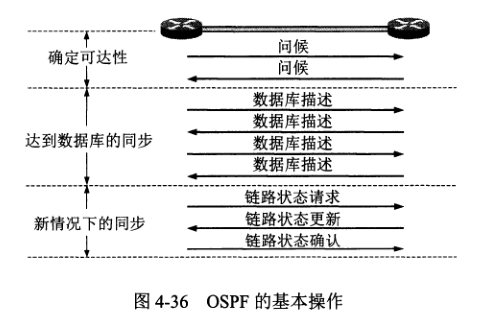 问候
确定可达性
问候
数据库描述
数据库描述
达到数据库的同步
数据库描述
数据库描述
链路状态请求
新情况下的同步
链路状态更新
链路状态确认
图 4-36 OSPF 的基本操作